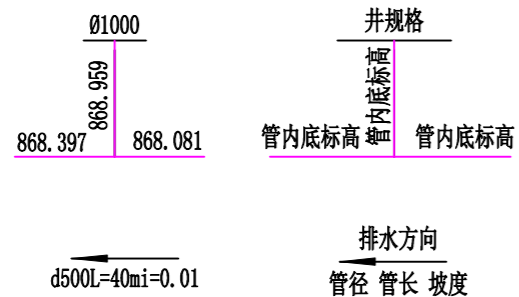 Ø1000
868.959
868.397
868.081
d500L=40mi=0.01
井规格
管内底标高
管内底标高
管内底标高
排水方向
管径 管长 坡度